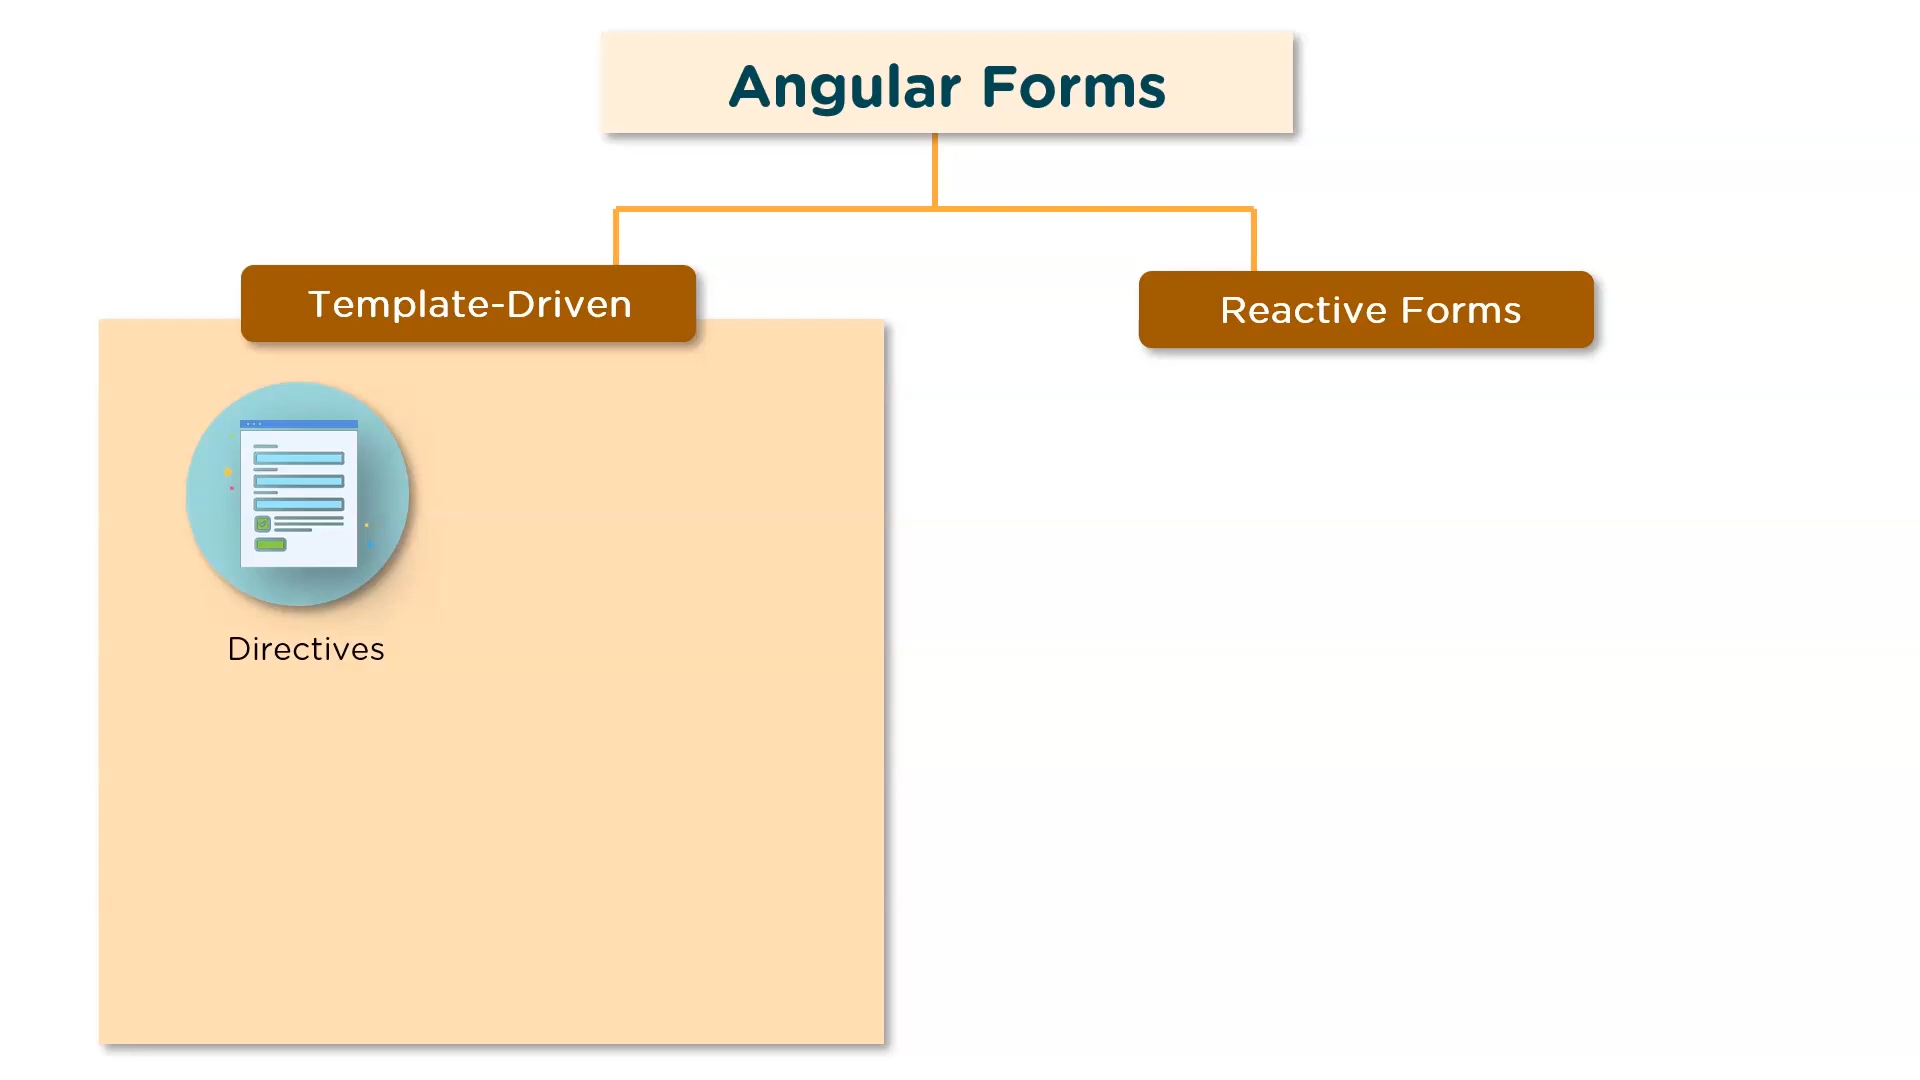 Angular Forms
Template-Driven
Reactive Forms
Directives